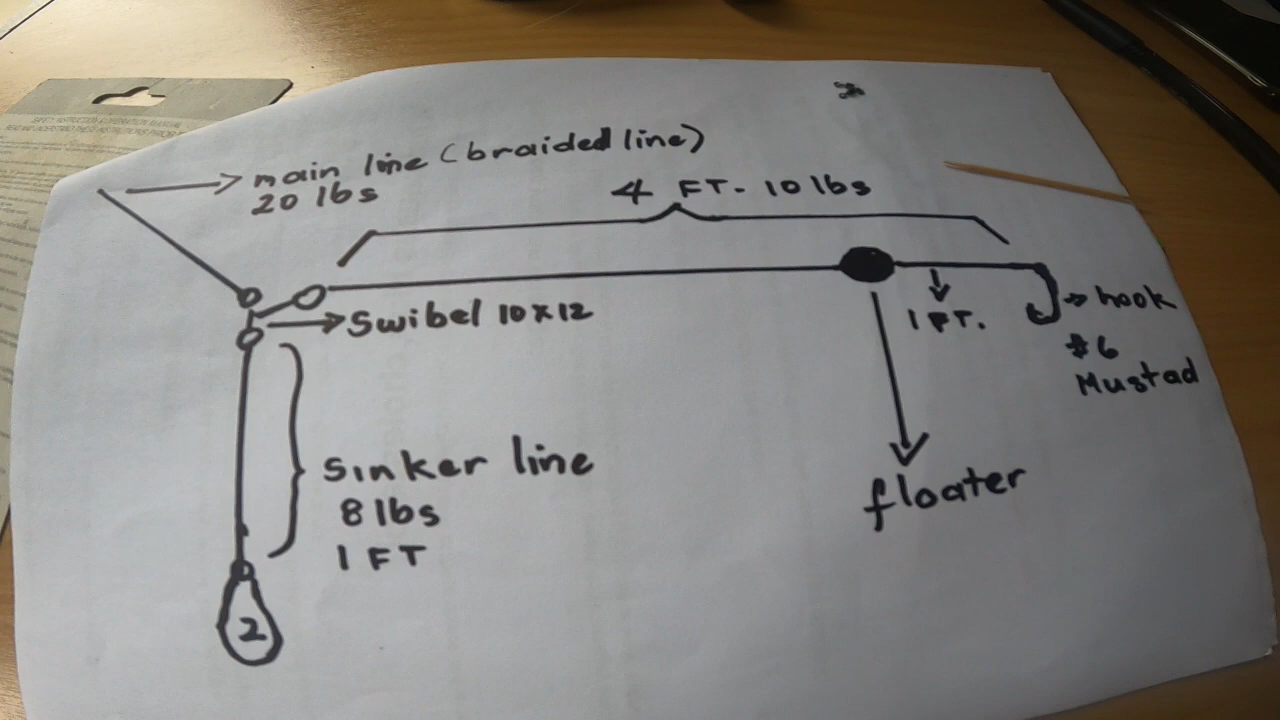 main line (braided line)
20 lbs
4 FT. 10 lbs
Swibel 10x12
1 FT.
hook
#6
Mustad
Sinker line
8 lbs
1 FT
floater
2